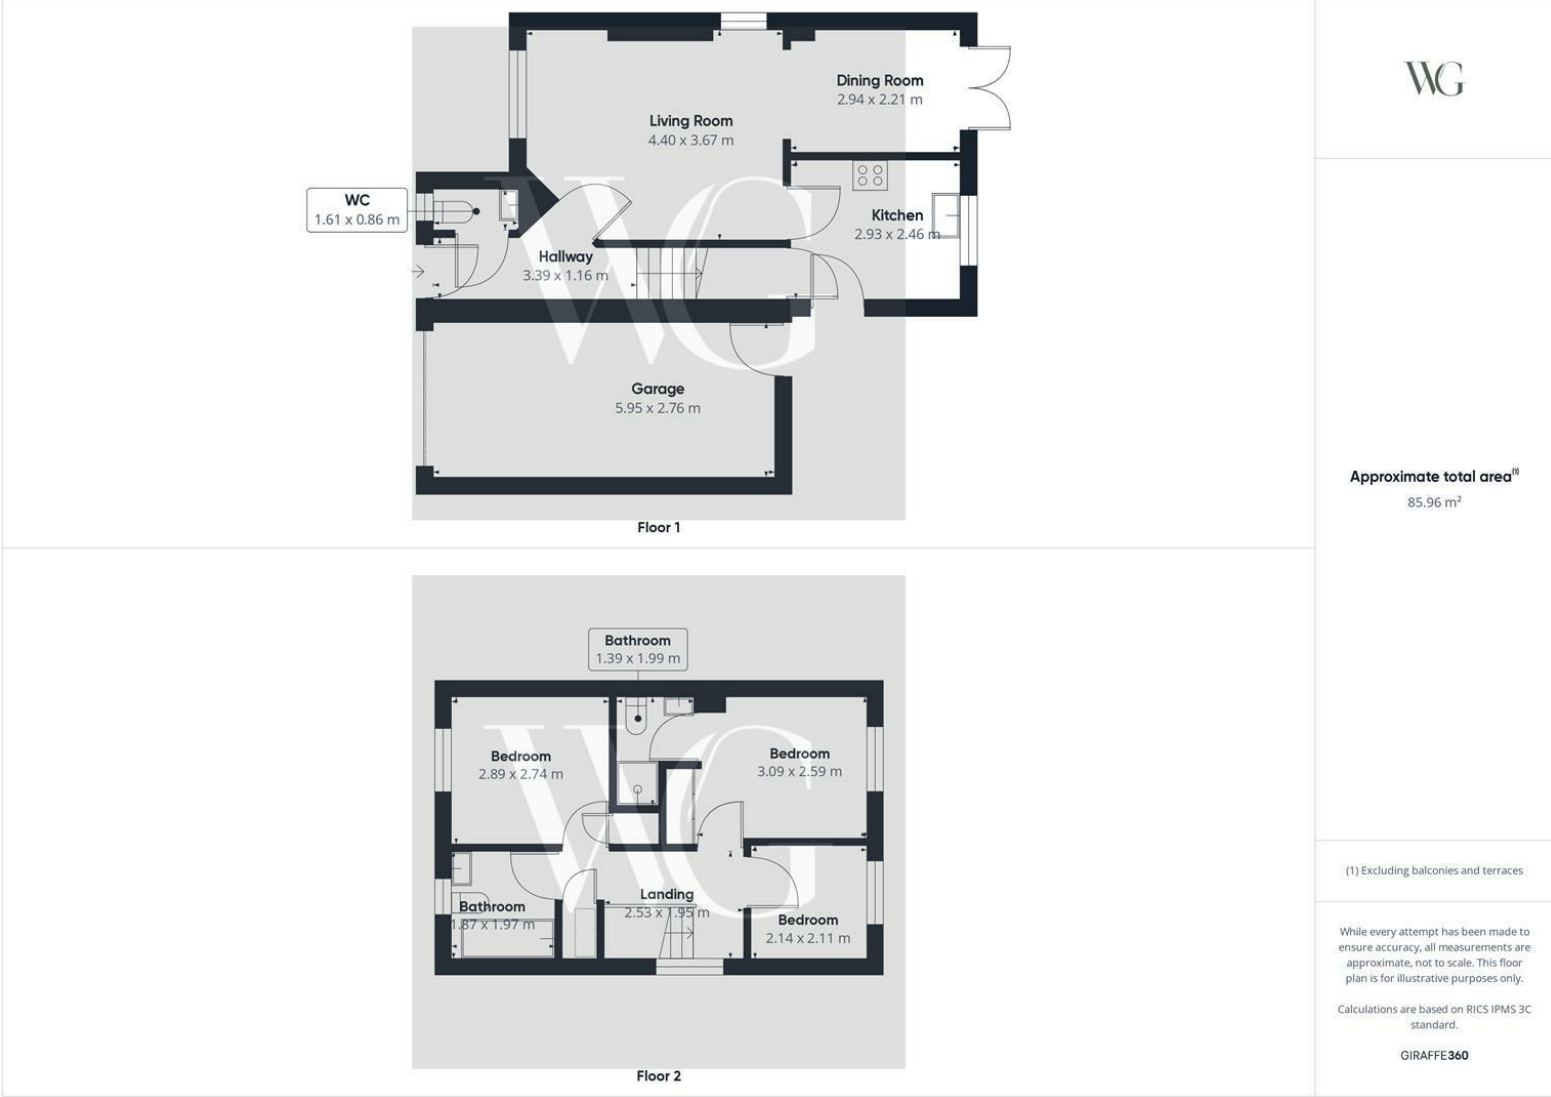 WG
Dining Room
2.94 x 2.21 m
Living Room
4.40 x 3.67 m
WC
1.61 x 0.86 m
Kitchen
2.93 x 2.46 m
Hallway
3.39 x 1.16 m
WG
Garage
5.95 x 2.76 m
Floor 1
Approximate total area(1)
85.96 m²
Bathroom
1.39 x 1.99 m
Bedroom
2.89 x 2.74 m
Bedroom
3.09 x 2.59 m
WG
Landing
2.53 x 1.95 m
Bathroom
1.87 x 1.97 m
Bedroom
2.14 x 2.11 m
Floor 2
(1) Excluding balconies and terraces
While every attempt has been made to
ensure accuracy, all measurements are
approximate, not to scale. This floor
plan is for illustrative purposes only.
Calculations are based on RICS IPMS 3C
standard.
GIRAFFE360